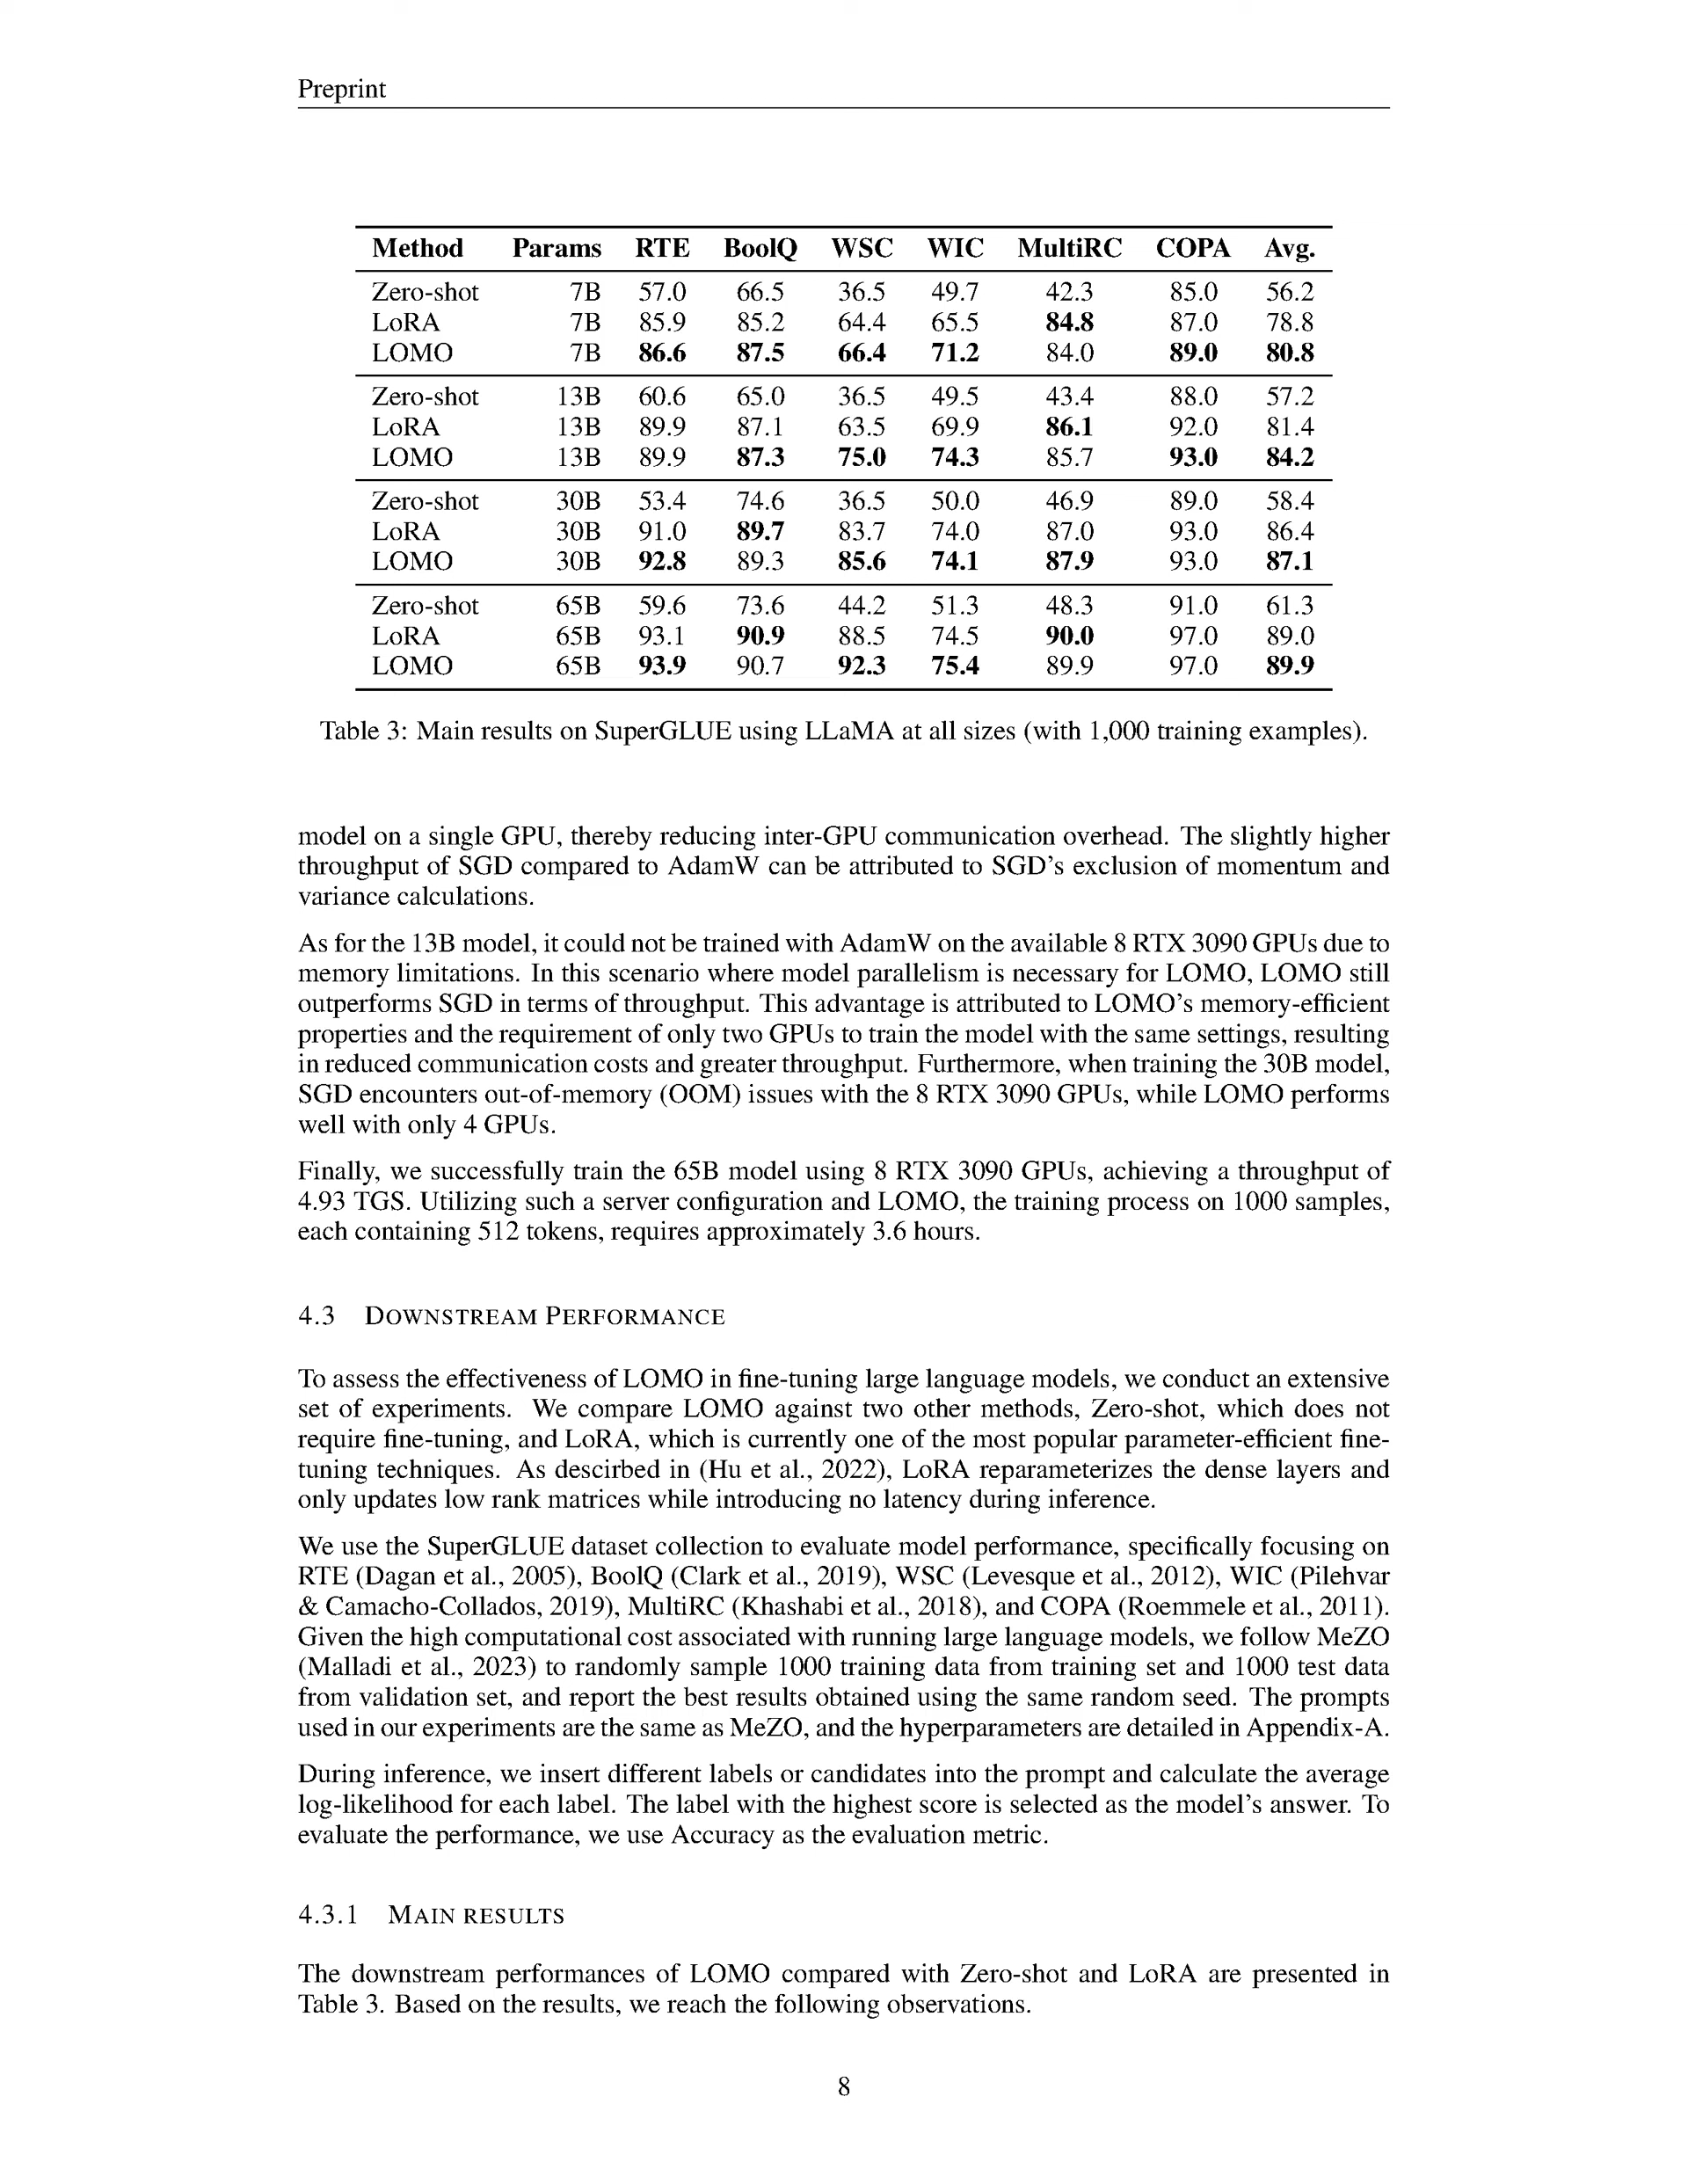 Preprint
Method Params RTE BoolQ WSC WIC MultiRC COPA Avg.
Zero-shot 7B 57.0 66.5 36.5 49.7 42.3 85.0 56.2
LoRA 7B 85.9 85.2 64.4 65.5 84.8 87.0 78.8
LOMO 7B 86.6 87.5 66.4 71.2 84.0 89.0 80.8
Zero-shot 13B 60.6 65.0 36.5 49.5 43.4 88.0 57.2
LoRA 13B 89.9 87.1 63.5 69.9 86.1 92.0 81.4
LOMO 13B 89.9 87.3 75.0 74.3 85.7 93.0 84.2
Zero-shot 30B 53.4 74.6 36.5 50.0 46.9 89.0 58.4
LoRA 30B 91.0 89.7 83.7 74.0 87.0 93.0 86.4
LOMO 30B 92.8 89.3 85.6 74.1 87.9 93.0 87.1
Zero-shot 65B 59.6 73.6 44.2 51.3 48.3 91.0 61.3
LoRA 65B 93.1 90.9 88.5 74.5 90.0 97.0 89.0
LOMO 65B 93.9 90.7 92.3 75.4 89.9 97.0 89.9
Table 3: Main results on SuperGLUE using LLaMA at all sizes (with 1,000 training examples).
model on a single GPU, thereby reducing inter-GPU communication overhead. The slightly higher
throughput of SGD compared to AdamW can be attributed to SGD's exclusion of momentum and
variance calculations.
As for the 13B model, it could not be trained with AdamW on the available 8 RTX 3090 GPUs due to
memory limitations. In this scenario where model parallelism is necessary for LOMO, LOMO still
outperforms SGD in terms of throughput. This advantage is attributed to LOMO's memory-efficient
properties and the requirement of only two GPUs to train the model with the same settings, resulting
in reduced communication costs and greater throughput. Furthermore, when training the 30B model,
SGD encounters out-of-memory (OOM) issues with the 8 RTX 3090 GPUs, while LOMO performs
well with only 4 GPUs.
Finally, we successfully train the 65B model using 8 RTX 3090 GPUs, achieving a throughput of
4.93 TGS. Utilizing such a server configuration and LOMO, the training process on 1000 samples,
each containing 512 tokens, requires approximately 3.6 hours.
4.3 DOWNSTREAM PERFORMANCE
To assess the effectiveness of LOMO in fine-tuning large language models, we conduct an extensive
set of experiments. We compare LOMO against two other methods, Zero-shot, which does not
require fine-tuning, and LoRA, which is currently one of the most popular parameter-efficient fine-
tuning techniques. As descirbed in (Hu et al., 2022), LoRA reparameterizes the dense layers and
only updates low rank matrices while introducing no latency during inference.
We use the SuperGLUE dataset collection to evaluate model performance, specifically focusing on
RTE (Dagan et al., 2005), BoolQ (Clark et al., 2019), WSC (Levesque et al., 2012), WIC (Pilehvar
& Camacho-Collados, 2019), MultiRC (Khashabi et al., 2018), and COPA (Roemmele et al., 2011).
Given the high computational cost associated with running large language models, we follow MeZO
(Malladi et al., 2023) to randomly sample 1000 training data from training set and 1000 test data
from validation set, and report the best results obtained using the same random seed. The prompts
used in our experiments are the same as MeZO, and the hyperparameters are detailed in Appendix-A.
During inference, we insert different labels or candidates into the prompt and calculate the average
log-likelihood for each label. The label with the highest score is selected as the model's answer. To
evaluate the performance, we use Accuracy as the evaluation metric.
4.3.1 MAIN RESULTS
The downstream performances of LOMO compared with Zero-shot and LoRA are presented in
Table 3. Based on the results, we reach the following observations.
8